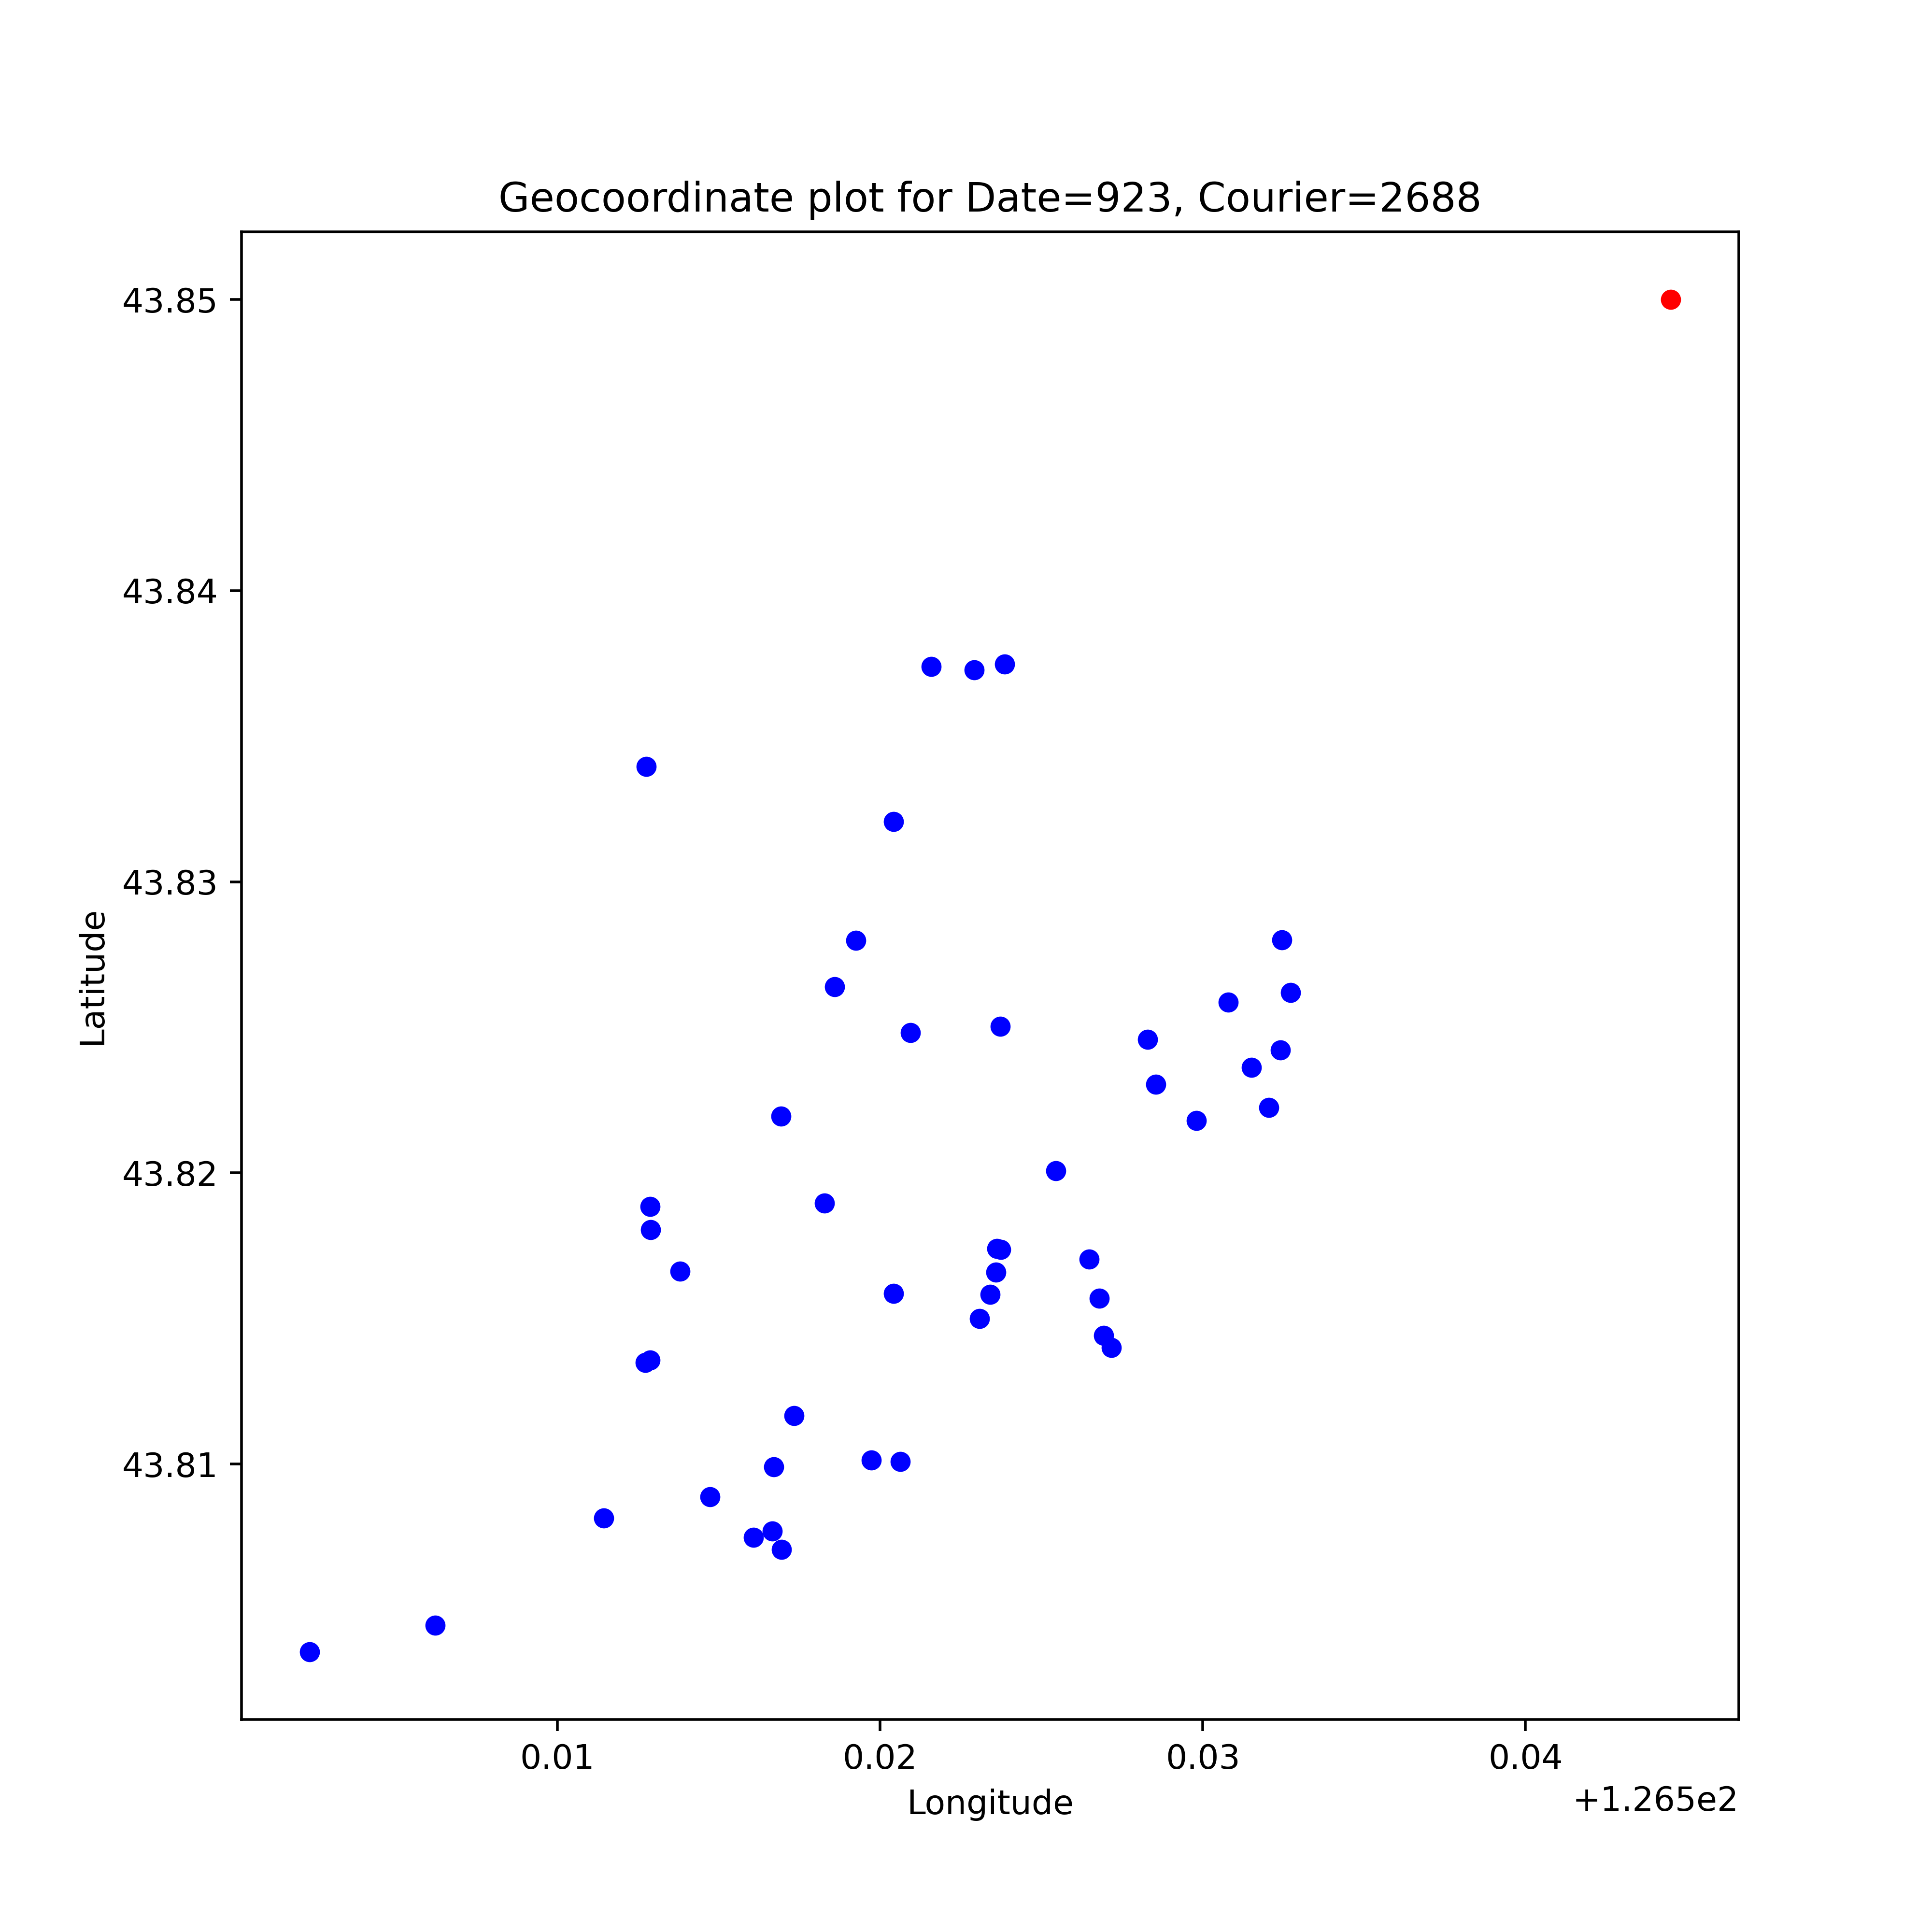 Geocoordinate plot for Date=923, Courier=2688
43.85
43.84
43.83
43.82
43.81
Latitude
0.01 0.02 0.03 0.04
Longitude
+1.265e2